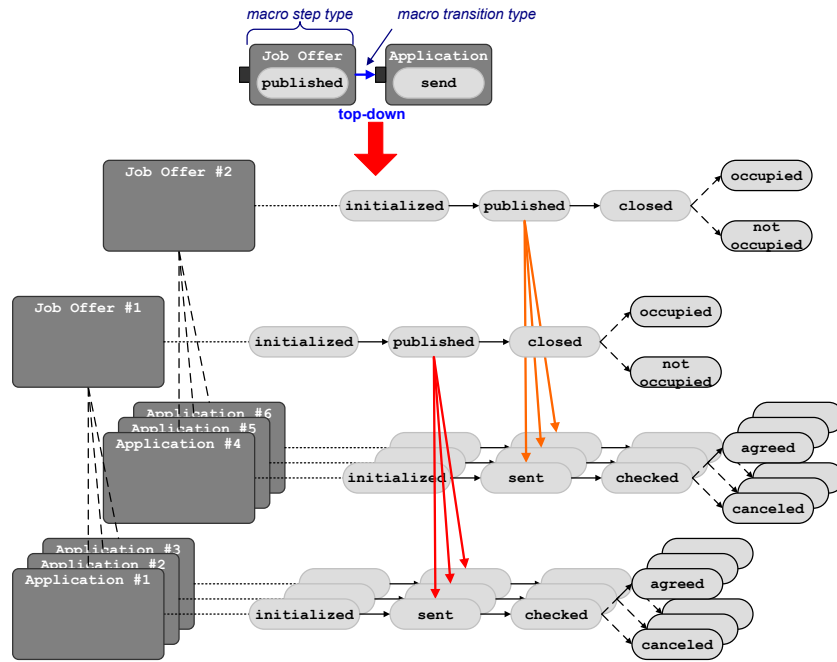 macro step type
macro transition type
Job Offer
Application
published
send
top-down
Job Offer #2
occupied
initialized
published
closed
not
occupied
Job Offer #1
occupied
initialized
published
closed
not
occupied
Application #6
Application #5
Application #4
agreed
initialized
sent
checked
canceled
Application #3
Application #2
Application #1
agreed
initialized
sent
checked
canceled